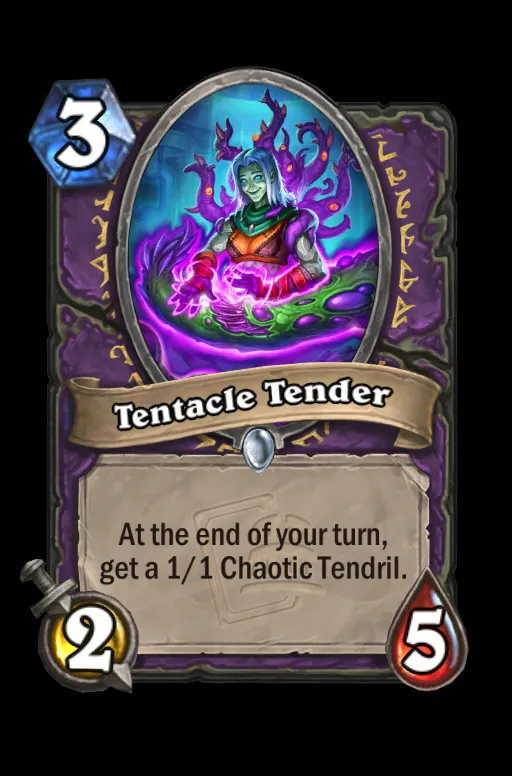 3
Tentacle Tender
At the end of your turn,
get a 1/1 Chaotic Tendril.
2
5